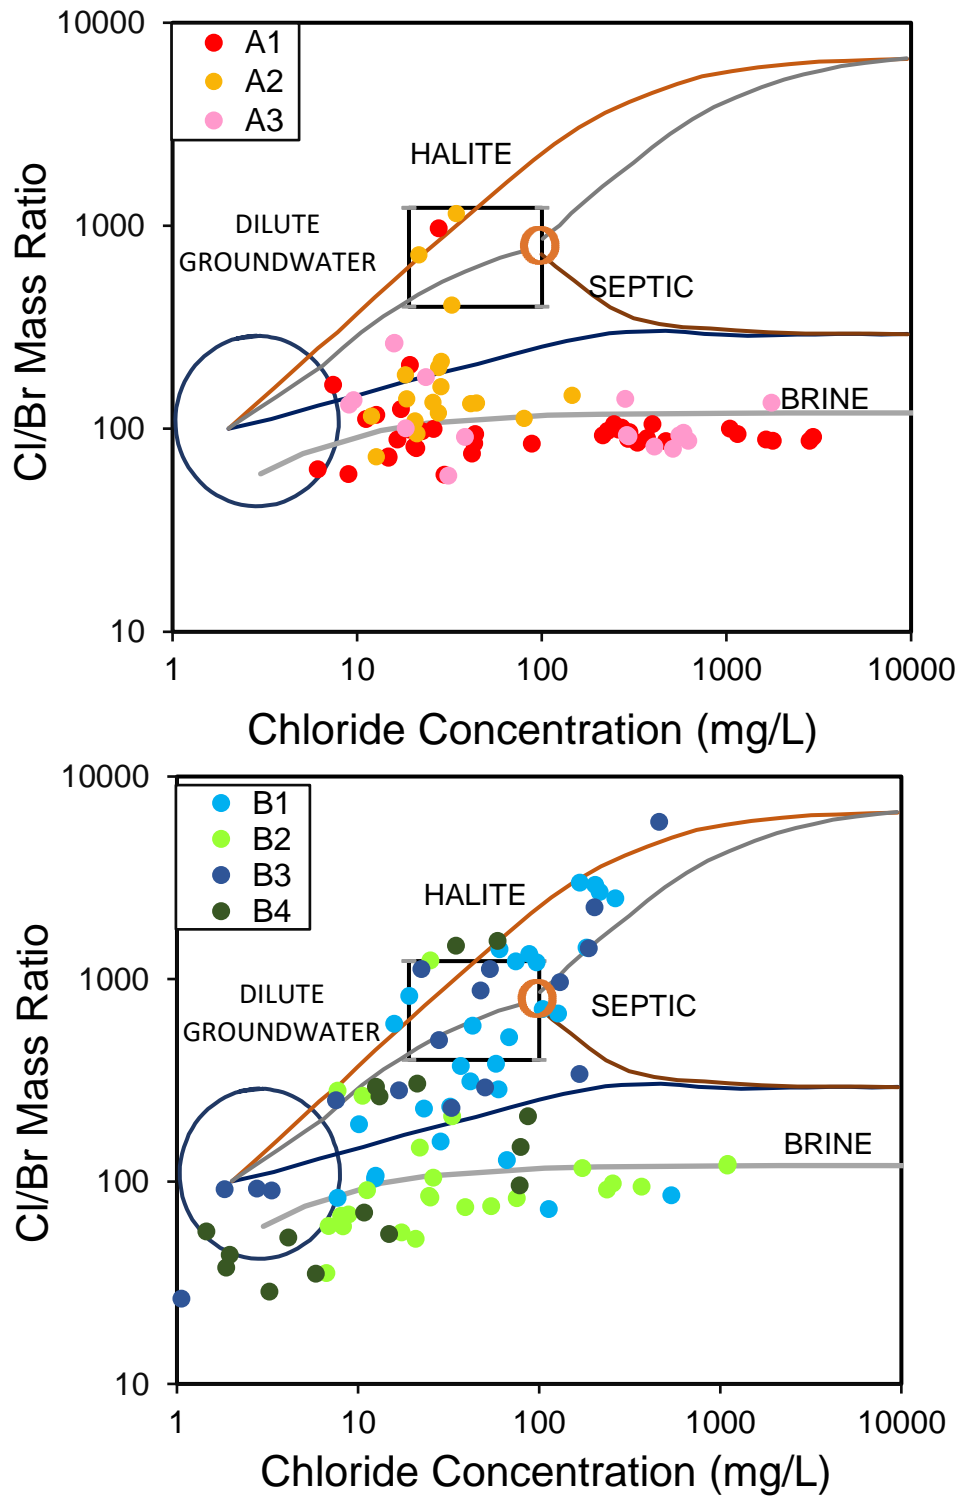 10000
A1
A2
A3
HALITE
1000
DILUTE
GROUNDWATER
SEPTIC
BRINE
100
10
1
10
100
1000
10000
Cl/Br Mass Ratio
Chloride Concentration (mg/L)
10000
B1
B2
B3
B4
HALITE
1000
DILUTE
GROUNDWATER
SEPTIC
BRINE
100
10
1
10
100
1000
10000
Cl/Br Mass Ratio
Chloride Concentration (mg/L)